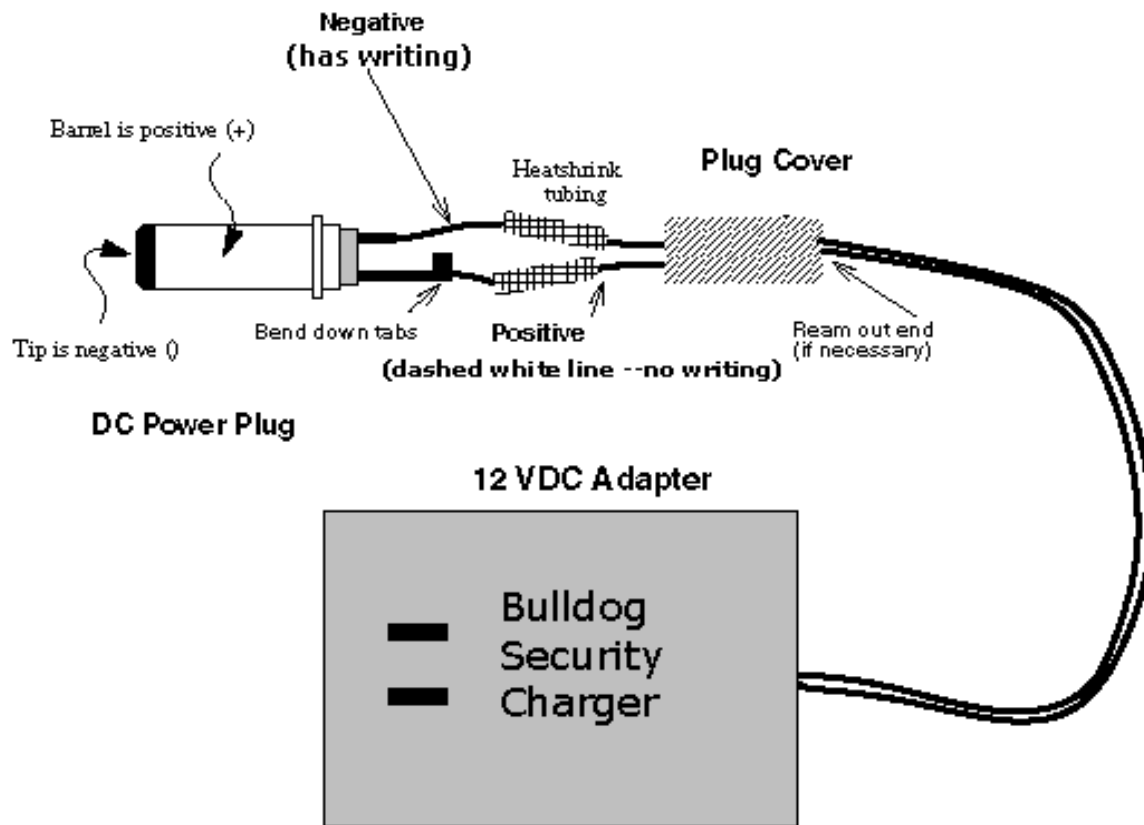 Negative
(has writing)
Barrel is positive (+)
Heatshrink
tubing
Plug Cover
Bend down tabs
Positive
(dashed white line --no writing)
Ream out end
(if necessary)
Tip is negative ()
DC Power Plug
12 VDC Adapter
Bulldog
Security
Charger